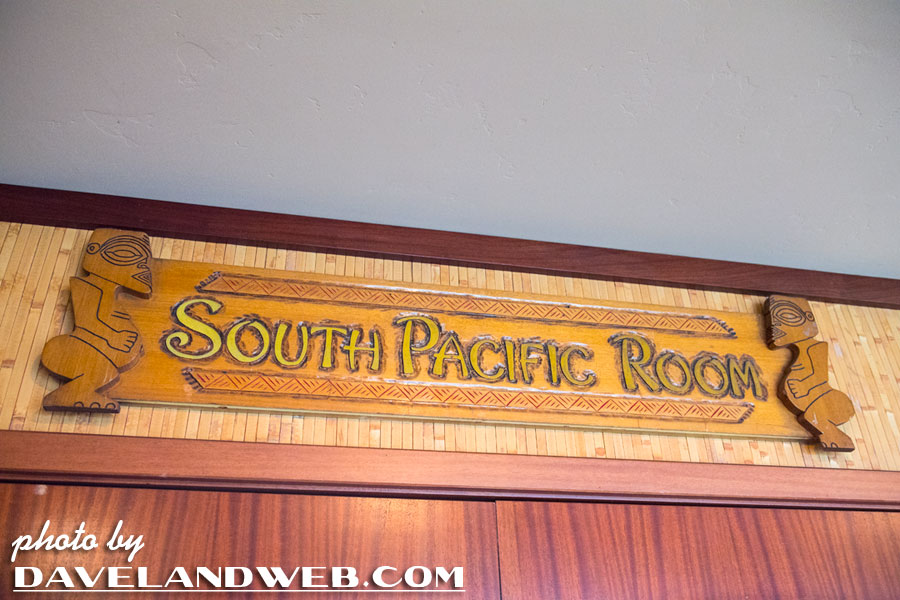 South Pacific Room
photo by
DAVELANDWEB.COM